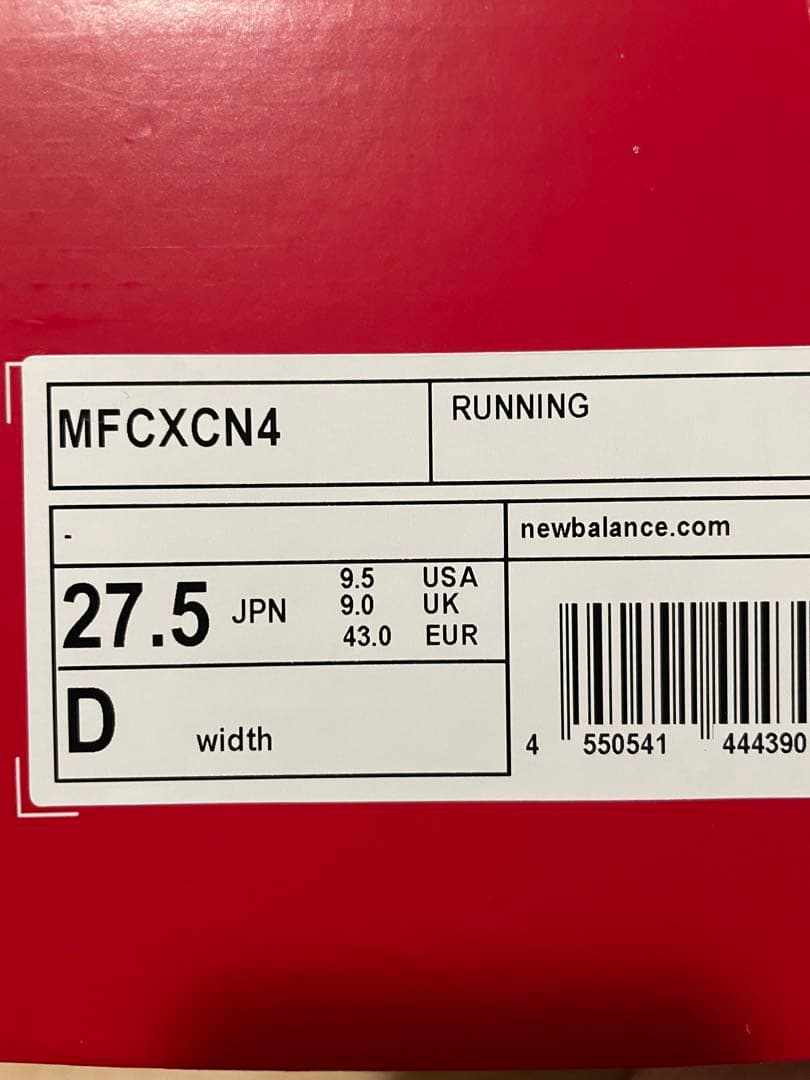 MFCXCN4
RUNNING
-
newbalance.com
27.5 JPN
9.5 USA
9.0 UK
43.0 EUR
D width
4 550541 444390